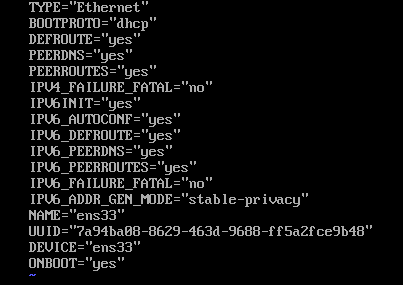 TYPE="Ethernet"
BOOTPROTO="dhcp"
DEFROUTE="yes"
PEERDNS="yes"
PEERROUTES="yes"
IPV4_FAILURE_FATAL="no"
IPV6INIT="yes"
IPV6_AUTOCONF="yes"
IPV6_DEFROUTE="yes"
IPV6_PEERDNS="yes"
IPV6_PEERROUTES="yes"
IPV6_FAILURE_FATAL="no"
IPV6_ADDR_GEN_MODE="stable-privacy"
NAME="ens33"
UUID="7a94ba08-8629-463d-9688-ff5a2fce9b48"
DEVICE="ens33"
ONBOOT="yes"
~